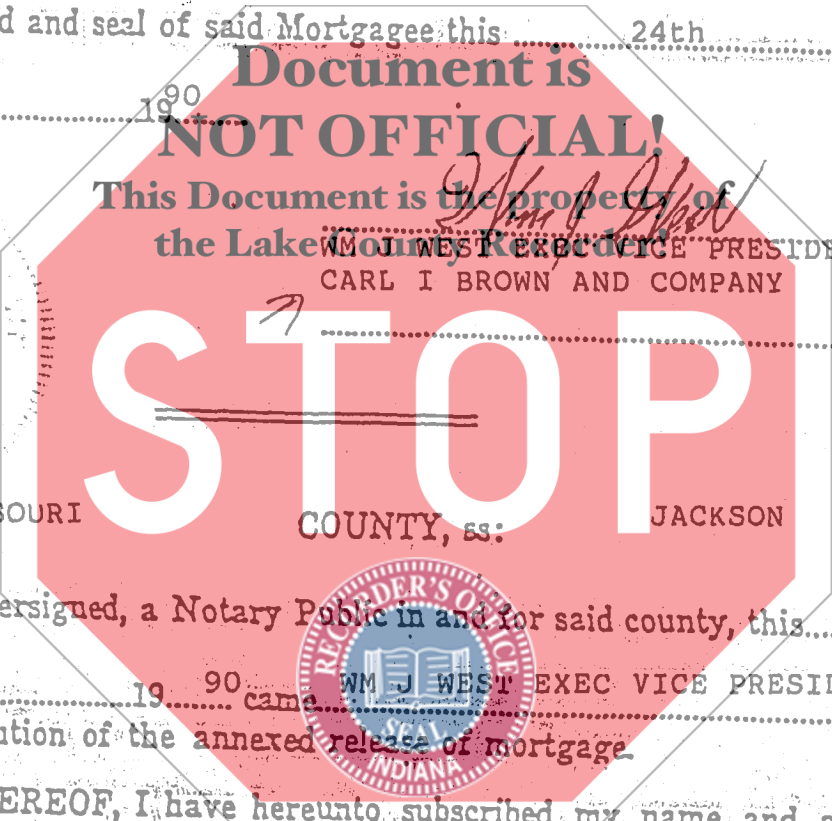 d and seal of said Mortgagee this 24th
Document is
1990
NOT OFFICIAL!
This Document is the property of
the Lake County Recorder!
WM J WEST EXEC VICE PRESIDE
CARL I BROWN AND COMPANY
STOP
SOURI COUNTY, ss: JACKSON
ersigned, a Notary Public in and for said county, this
19 90 came WM J WEST EXEC VICE PRESID
ution of the annexed release of mortgage
EREOF, I have hereunto subscribed my name and a
RECORDER'S OFFICE
SEAL
INDIANA